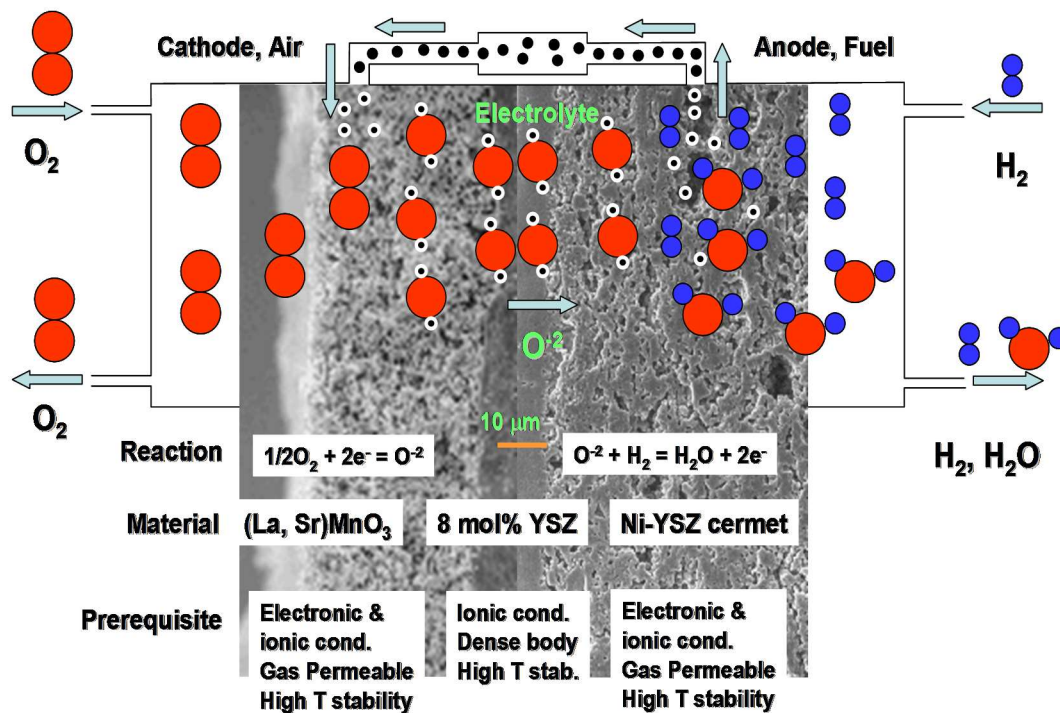 Cathode, Air
Anode, Fuel
Electrolyte
O₂
H₂
O⁻²
O₂
10 μm
H₂, H₂O
Reaction
1/2O₂ + 2e⁻ = O⁻²
O⁻² + H₂ = H₂O + 2e⁻
Material
(La, Sr)MnO₃
8 mol% YSZ
Ni-YSZ cermet
Prerequisite
Electronic &
ionic cond.
Gas Permeable
High T stability
Ionic cond.
Dense body
High T stab.
Electronic &
ionic cond.
Gas Permeable
High T stability